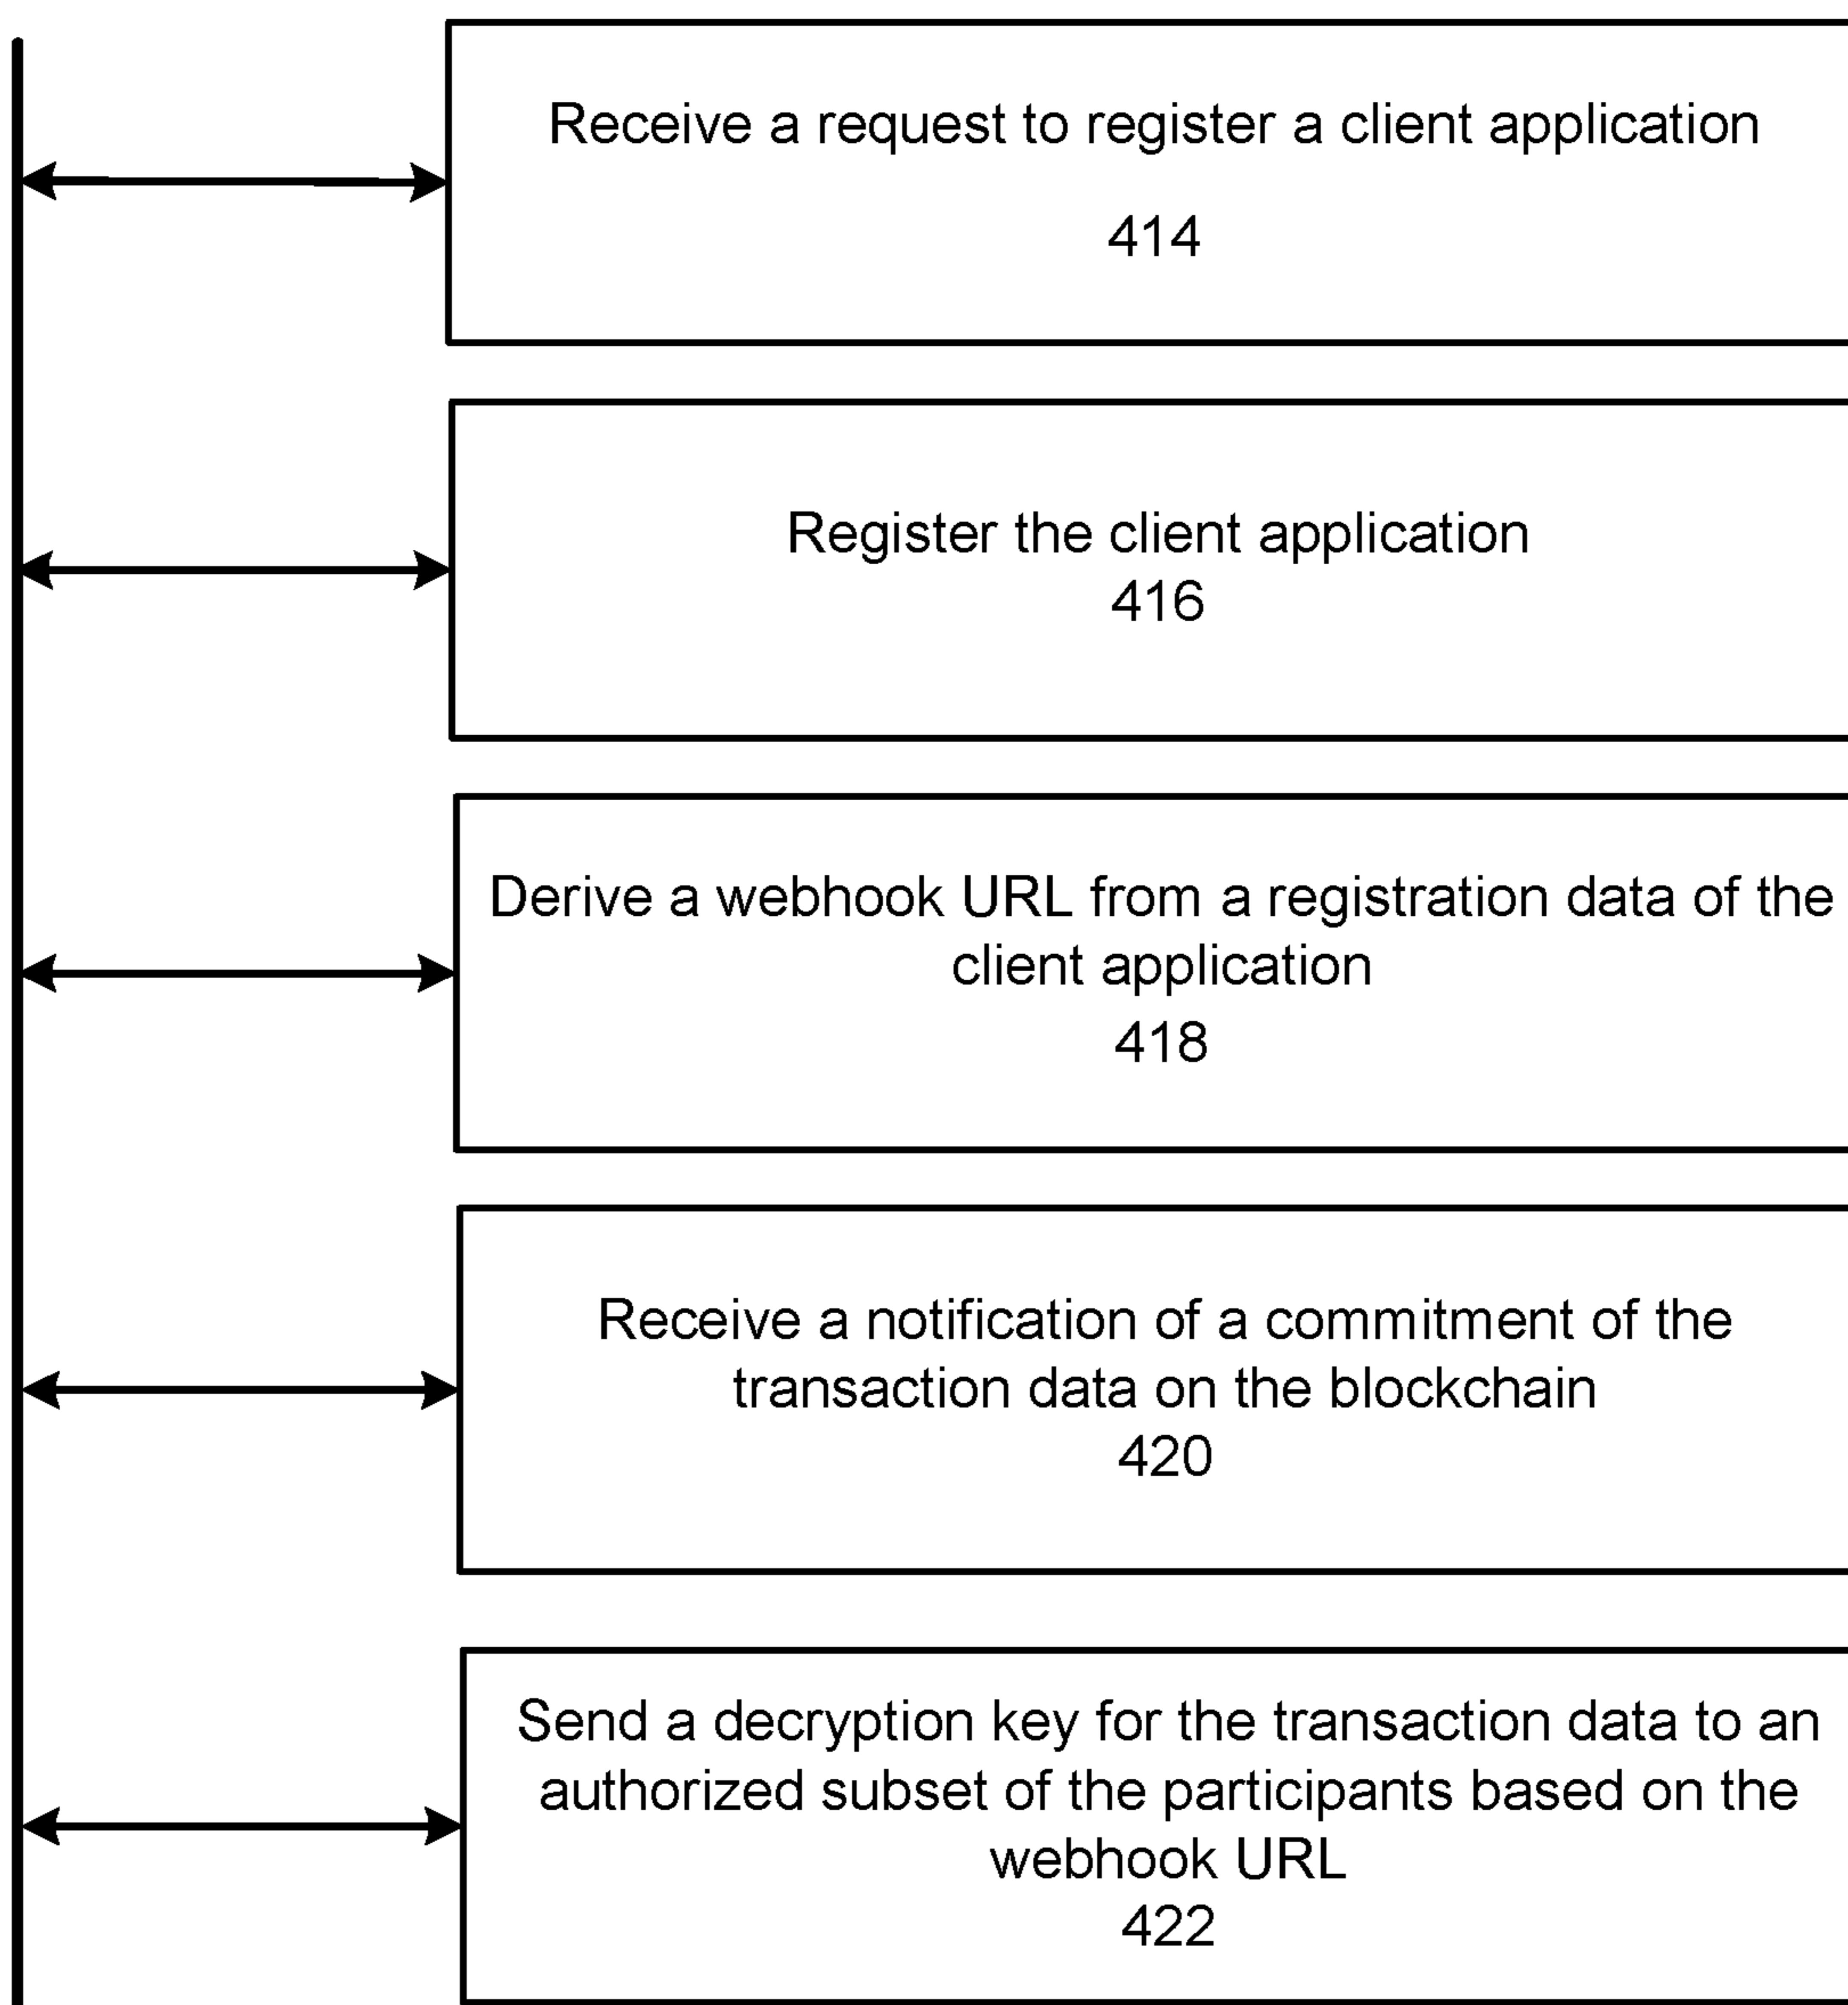 Receive a request to register a client application
414
Register the client application
416
Derive a webhook URL from a registration data of the
client application
418
Receive a notification of a commitment of the
transaction data on the blockchain
420
Send a decryption key for the transaction data to an
authorized subset of the participants based on the
webhook URL
422